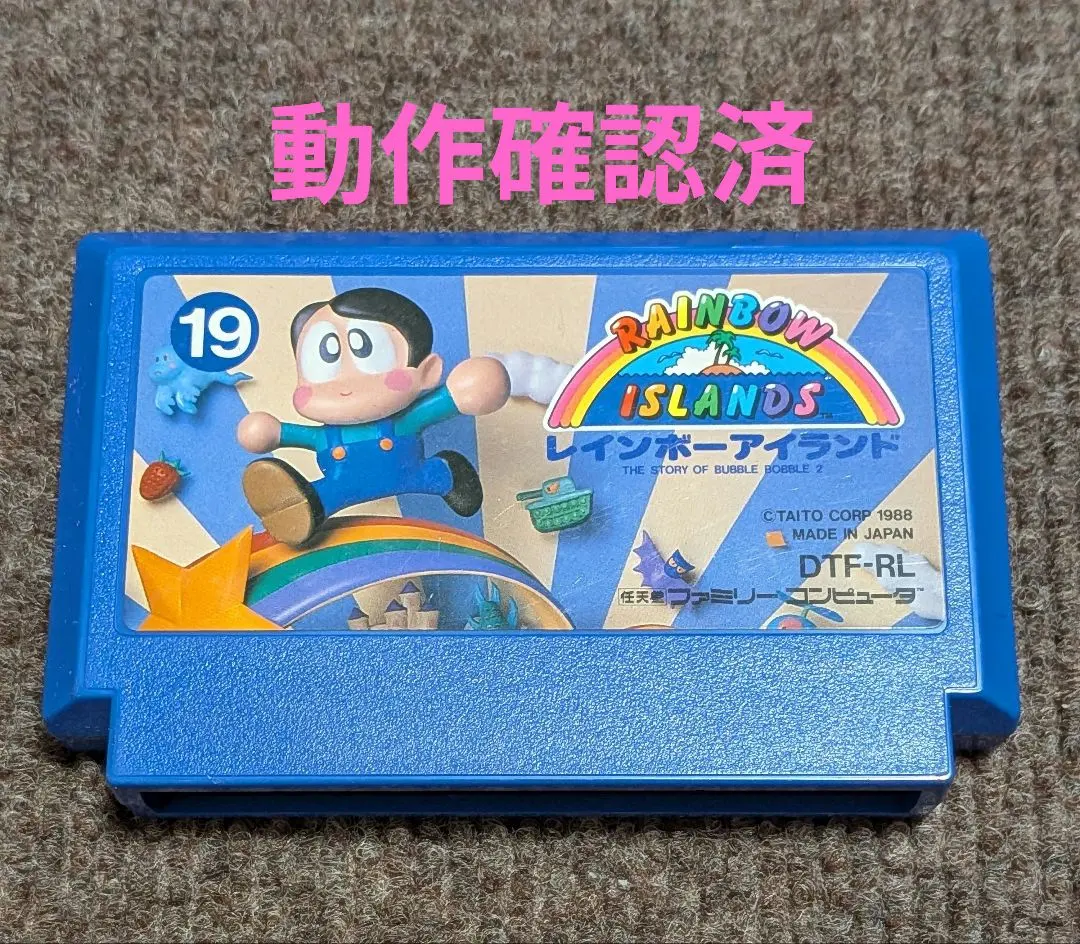 動作確認済
19
RAINBOW
ISLANDS™
レインボーアイランド
THE STORY OF BUBBLE BOBBLE 2
©TAITO CORP 1988
MADE IN JAPAN
DTF-RL
任天堂 ファミリーコンピュータ